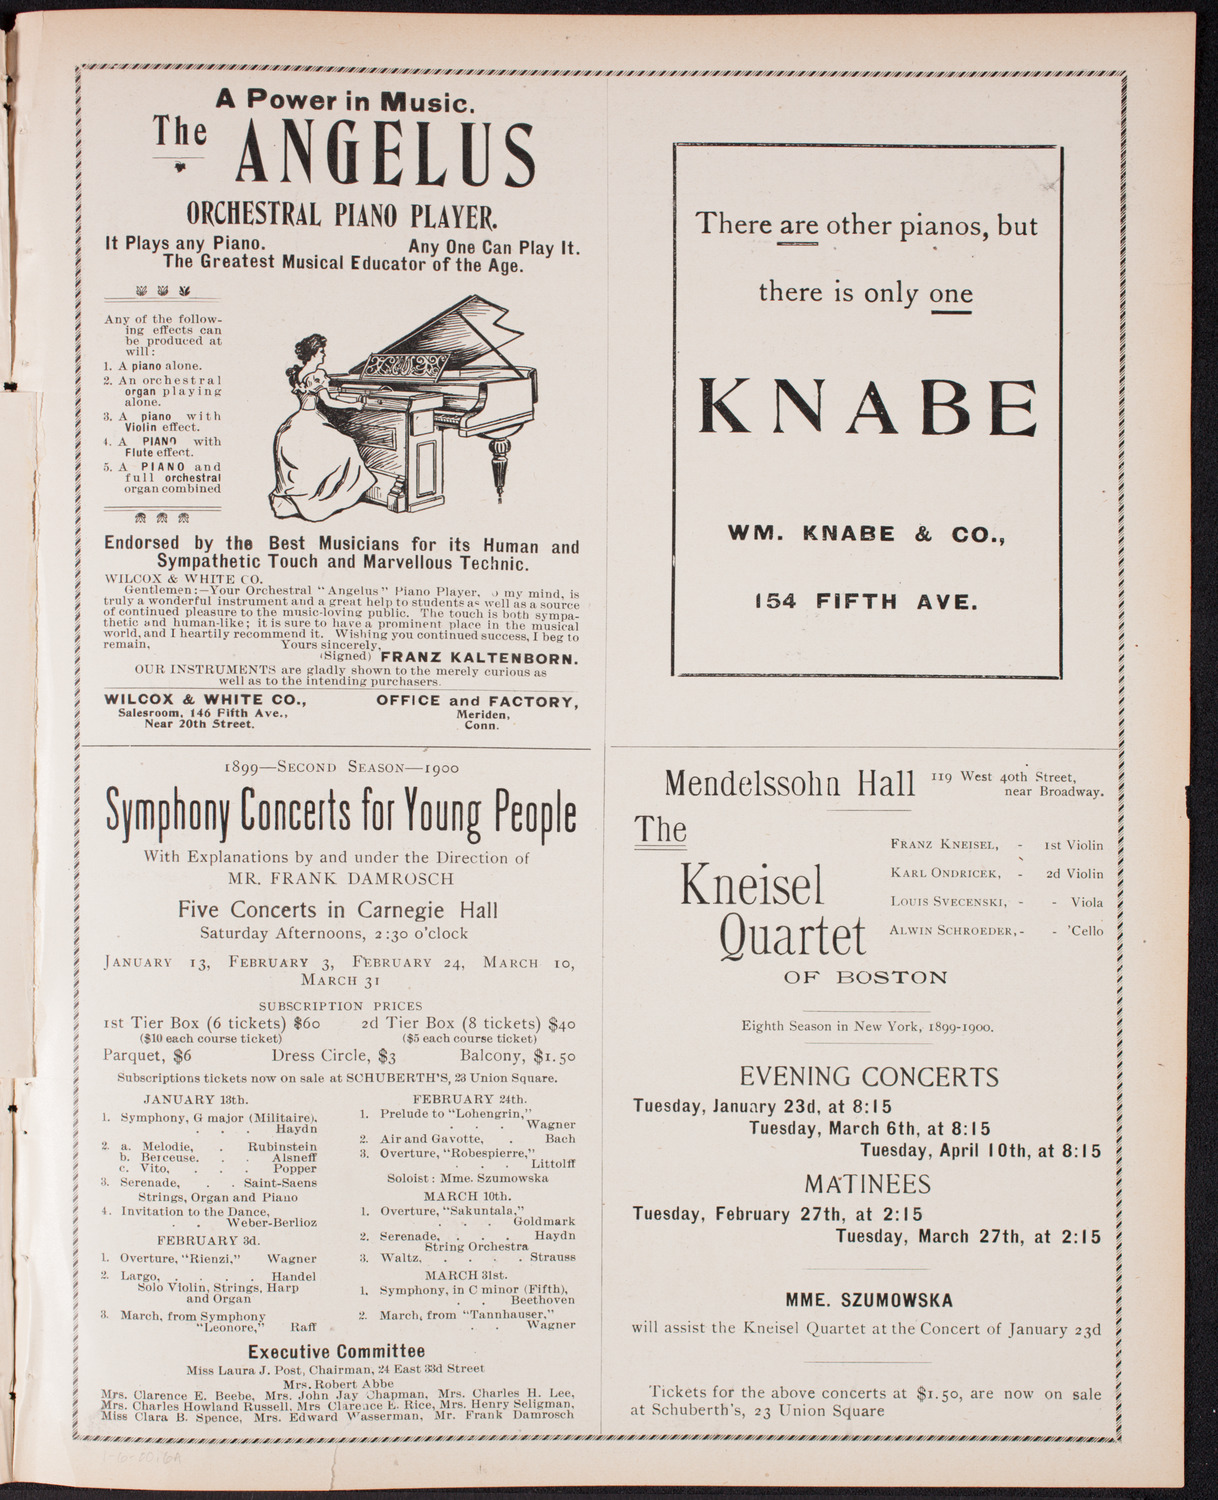 A Power in Music.
The ANGELUS
ORCHESTRAL PIANO PLAYER.
It Plays any Piano. Any One Can Play It.
The Greatest Musical Educator of the Age.
Any of the follow-
ing effects can
be produced at
will:
1. A piano alone.
2. An orchestral
organ playing
alone.
3. A piano with
Violin effect.
4. A PIANO with
Flute effect.
5. A PIANO and
full orchestral
organ combined
Endorsed by the Best Musicians for its Human and
Sympathetic Touch and Marvellous Technic.
WILCOX & WHITE CO.
Gentlemen:—Your Orchestral "Angelus" Piano Player, my mind, is
truly a wonderful instrument and a great help to students as well as a source
of continued pleasure to the music-loving public. The touch is both sympa-
thetic and human-like; it is sure to have a prominent place in the musical
world, and I heartily recommend it. Wishing you continued success, I beg to
remain, Yours sincerely,
(Signed) FRANZ KALTENBORN.
OUR INSTRUMENTS are gladly shown to the merely curious as
well as to the intending purchasers.
WILCOX & WHITE CO., OFFICE and FACTORY,
Salesroom, 146 Fifth Ave., Meriden,
Near 20th Street. Conn.
There are other pianos, but
there is only one
KNABE
WM. KNABE & CO.,
154 FIFTH AVE.
1899—SECOND SEASON—1900
Symphony Concerts for Young People
With Explanations by and under the Direction of
MR. FRANK DAMROSCH
Five Concerts in Carnegie Hall
Saturday Afternoons, 2:30 o'clock
JANUARY 13, FEBRUARY 3, FEBRUARY 24, MARCH 10,
MARCH 31
SUBSCRIPTION PRICES
1st Tier Box (6 tickets) $60 2d Tier Box (8 tickets) $40
($10 each course ticket) ($5 each course ticket)
Parquet, $6 Dress Circle, $3 Balcony, $1.50
Subscriptions tickets now on sale at SCHUBERTH'S, 23 Union Square.
JANUARY 13th.
1. Symphony, G major (Militaire),
. . . Haydn
2. a. Melodie, . Rubinstein
b. Berceuse. . . Alsneff
c. Vito, . . . Popper
3. Serenade, . . Saint-Saens
Strings, Organ and Piano
4. Invitation to the Dance,
. . Weber-Berlioz
FEBRUARY 3d.
1. Overture, "Rienzi," Wagner
2. Largo, . . . . Handel
Solo Violin, Strings, Harp
and Organ
3. March, from Symphony
"Leonore," Raff
FEBRUARY 24th.
1. Prelude to "Lohengrin,"
. . . Wagner
2. Air and Gavotte, . Bach
3. Overture, "Robespierre,"
. . . Littolff
Soloist: Mme. Szumowska
MARCH 10th.
1. Overture, "Sakuntala,"
. . . Goldmark
2. Serenade, . . . Haydn
String Orchestra
3. Waltz, . . . . Strauss
MARCH 31st.
1. Symphony, in C minor (Fifth),
. . Beethoven
2. March, from "Tannhauser,"
. . Wagner
Executive Committee
Miss Laura J. Post, Chairman, 24 East 33d Street
Mrs. Robert Abbe
Mrs. Clarence E. Beebe, Mrs. John Jay Chapman, Mrs. Charles H. Lee,
Mrs. Charles Howland Russell, Mrs Clarence E. Rice, Mrs. Henry Seligman,
Miss Clara B. Spence, Mrs. Edward Wasserman, Mr. Frank Damrosch
Mendelssohn Hall 119 West 40th Street,
near Broadway.
The
Kneisel
Quartet
OF BOSTON
FRANZ KNEISEL, - 1st Violin
KARL ONDRICEK, - 2d Violin
LOUIS SVECENSKI, - - Viola
ALWIN SCHROEDER, - - 'Cello
Eighth Season in New York, 1899-1900.
EVENING CONCERTS
Tuesday, January 23d, at 8:15
Tuesday, March 6th, at 8:15
Tuesday, April 10th, at 8:15
MATINEES
Tuesday, February 27th, at 2:15
Tuesday, March 27th, at 2:15
MME. SZUMOWSKA
will assist the Kneisel Quartet at the Concert of January 23d
Tickets for the above concerts at $1.50, are now on sale
at Schuberth's, 23 Union Square